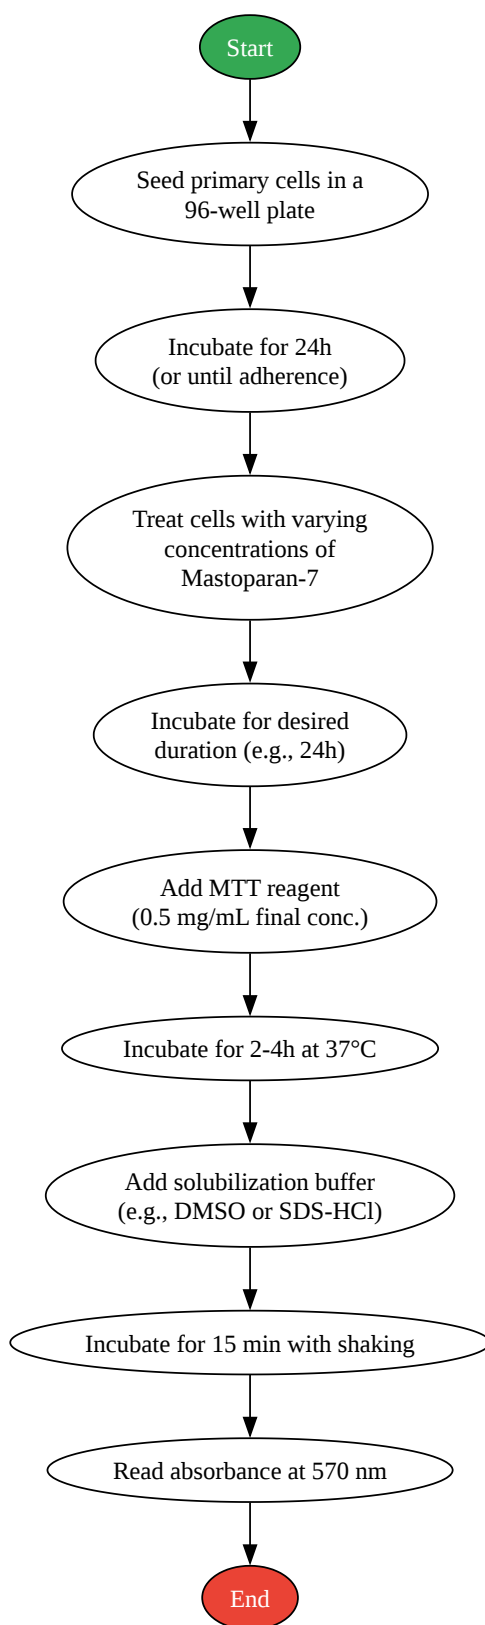 Start
Seed primary cells in a
96-well plate
Incubate for 24h
(or until adherence)
Treat cells with varying
concentrations of
Mastoparan-7
Incubate for desired
duration (e.g., 24h)
Add MTT reagent
(0.5 mg/mL final conc.)
Incubate for 2-4h at 37°C
Add solubilization buffer
(e.g., DMSO or SDS-HCl)
Incubate for 15 min with shaking
Read absorbance at 570 nm
End